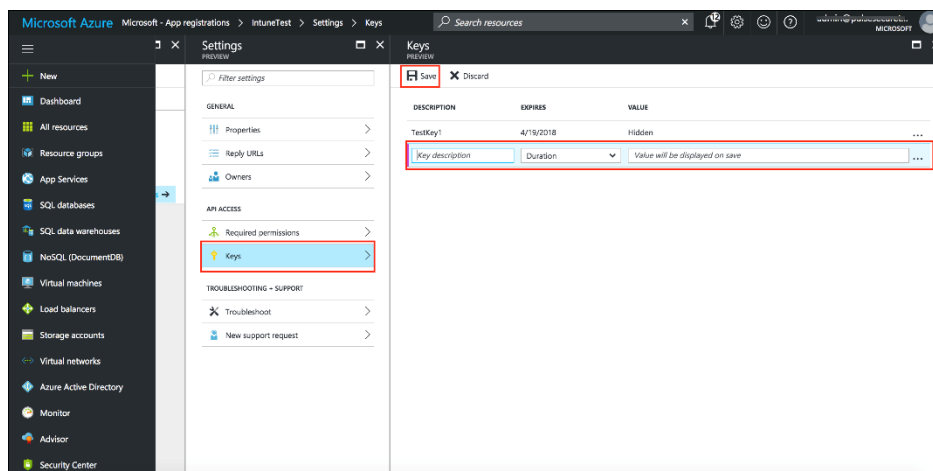 Microsoft Azure Microsoft - App registrations > IntuneTest > Settings > Keys
Search resources
12
MICROSOFT
New
Dashboard
All resources
Resource groups
App Services
SQL databases
SQL data warehouses
NoSQL (DocumentDB)
Virtual machines
Load balancers
Storage accounts
Virtual networks
Azure Active Directory
Monitor
Advisor
Security Center
Settings
PREVIEW
Filter settings
GENERAL
Properties
Reply URLs
Owners
API ACCESS
Required permissions
Keys
TROUBLESHOOTING + SUPPORT
Troubleshoot
New support request
Keys
PREVIEW
Save Discard
DESCRIPTION EXPIRES VALUE
TestKey1 4/19/2018 Hidden ...
Key description Duration Value will be displayed on save ...